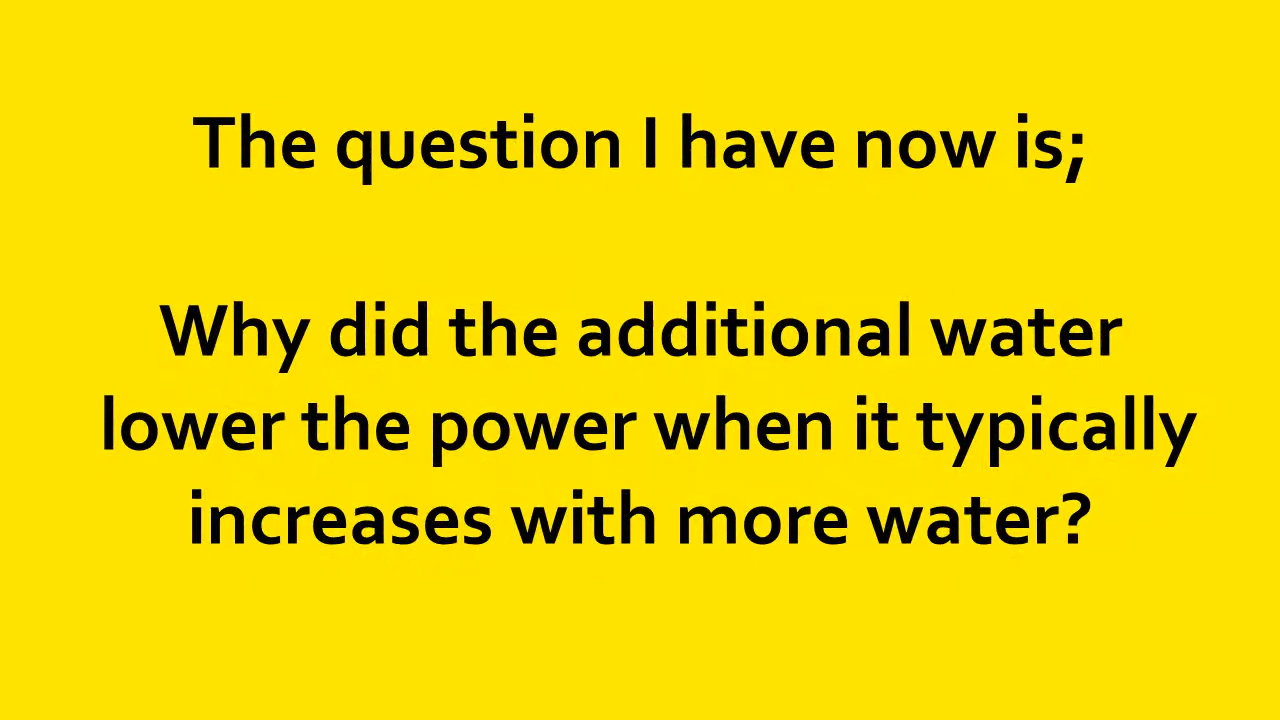 The question I have now is;
Why did the additional water
lower the power when it typically
increases with more water?